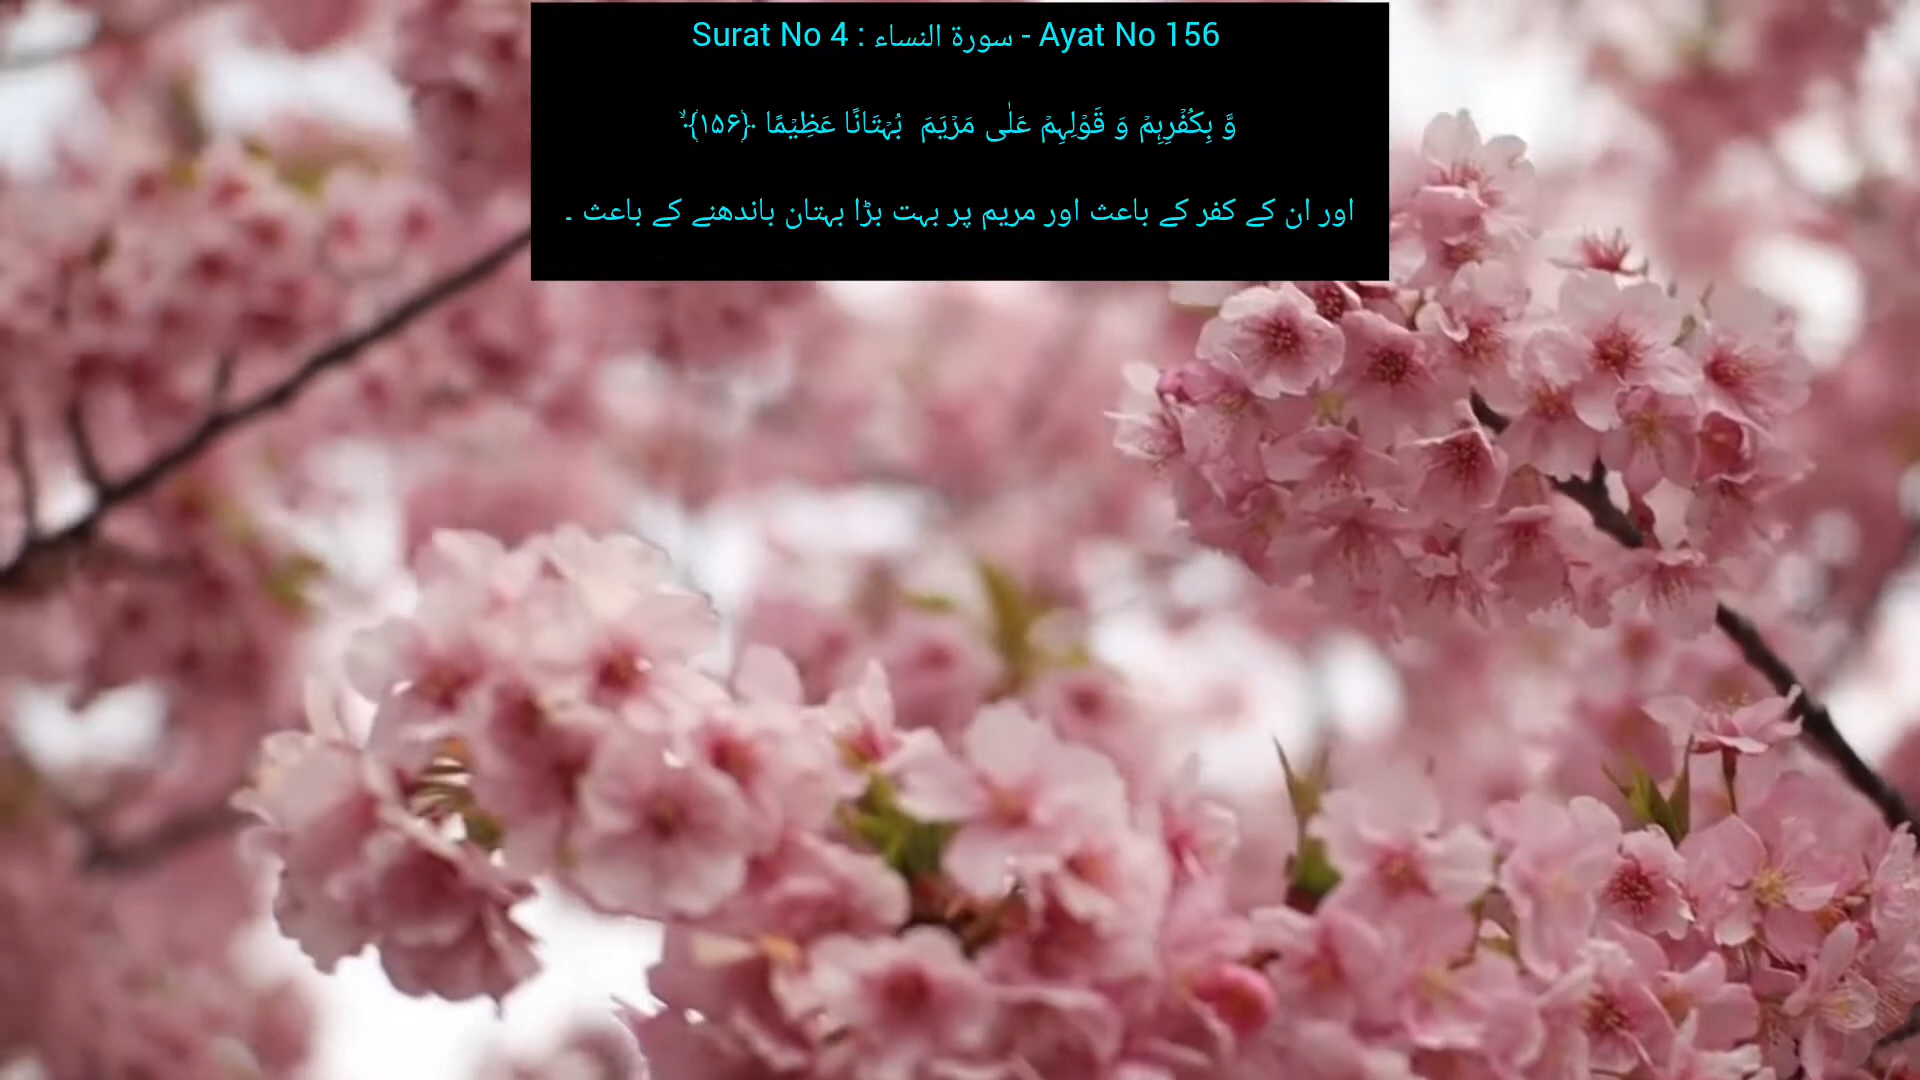 Surat No 4 : سورة النساء - Ayat No 156
وَّ بِکُفۡرِہِمۡ وَ قَوۡلِہِمۡ عَلٰی مَرۡیَمَ بُہۡتَانًا عَظِیۡمًا ﴿۱۵۶﴾ۙ
اور ان کے کفر کے باعث اور مریم پر بہت بڑا بہتان باندھنے کے باعث ۔